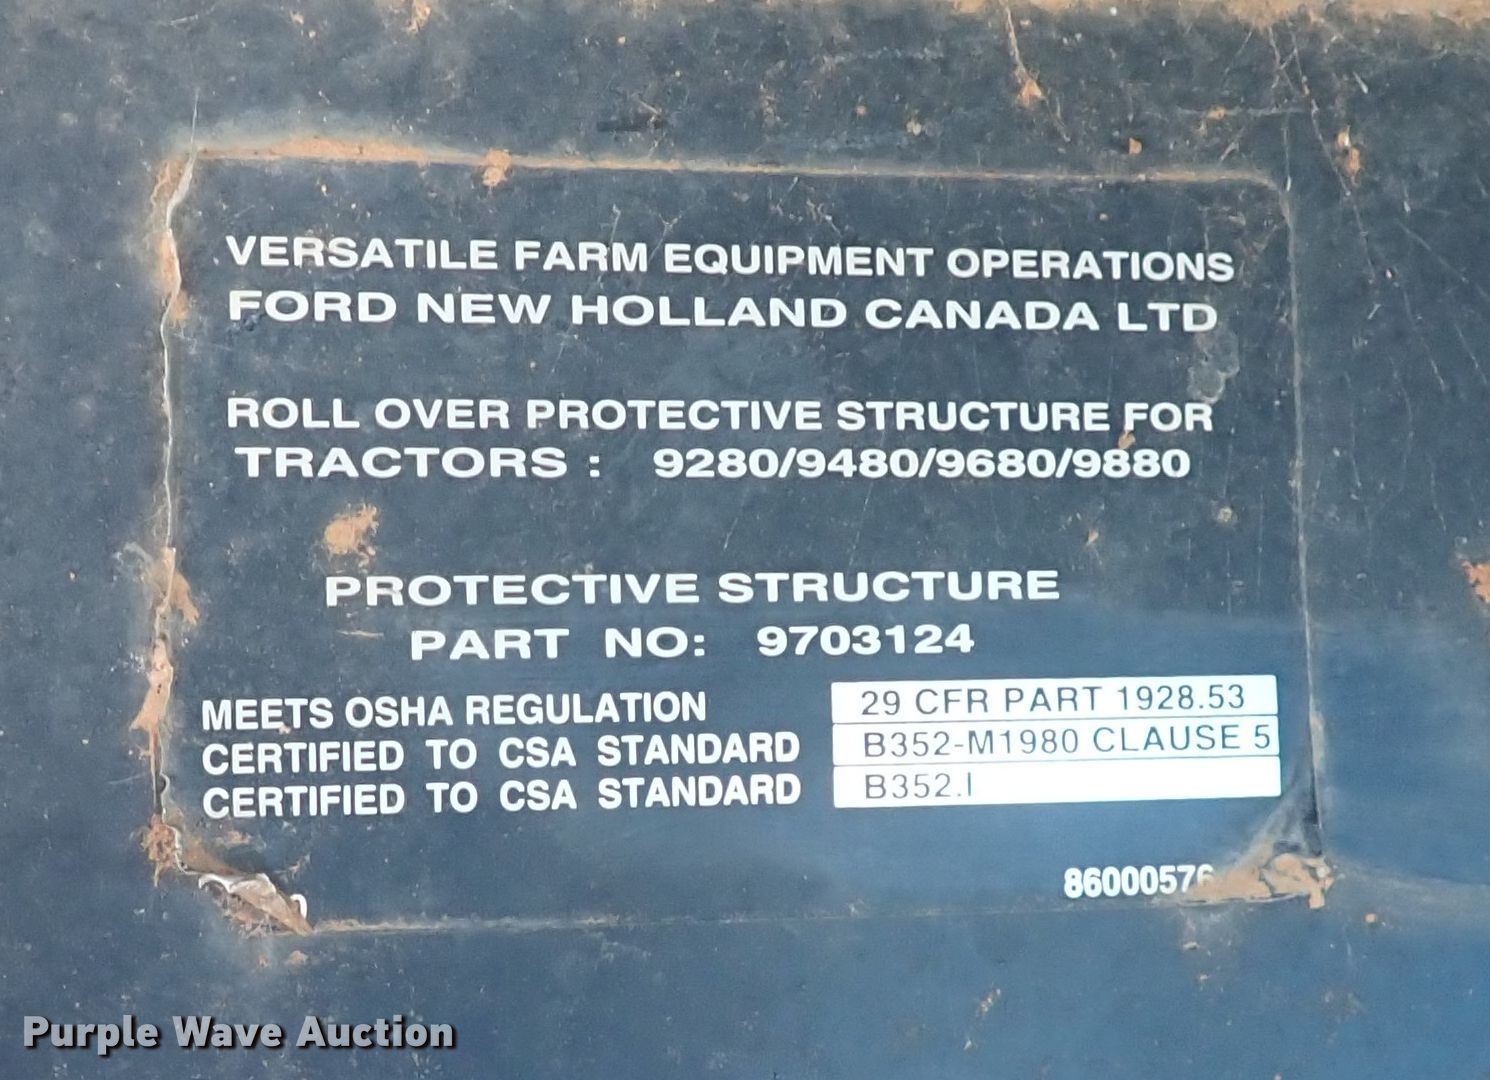 VERSATILE FARM EQUIPMENT OPERATIONS
FORD NEW HOLLAND CANADA LTD
ROLL OVER PROTECTIVE STRUCTURE FOR
TRACTORS : 9280/9480/9680/9880
PROTECTIVE STRUCTURE
PART NO: 9703124
MEETS OSHA REGULATION 29 CFR PART 1928.53
CERTIFIED TO CSA STANDARD B352-M1980 CLAUSE 5
CERTIFIED TO CSA STANDARD B352.I
86000576
Purple Wave Auction